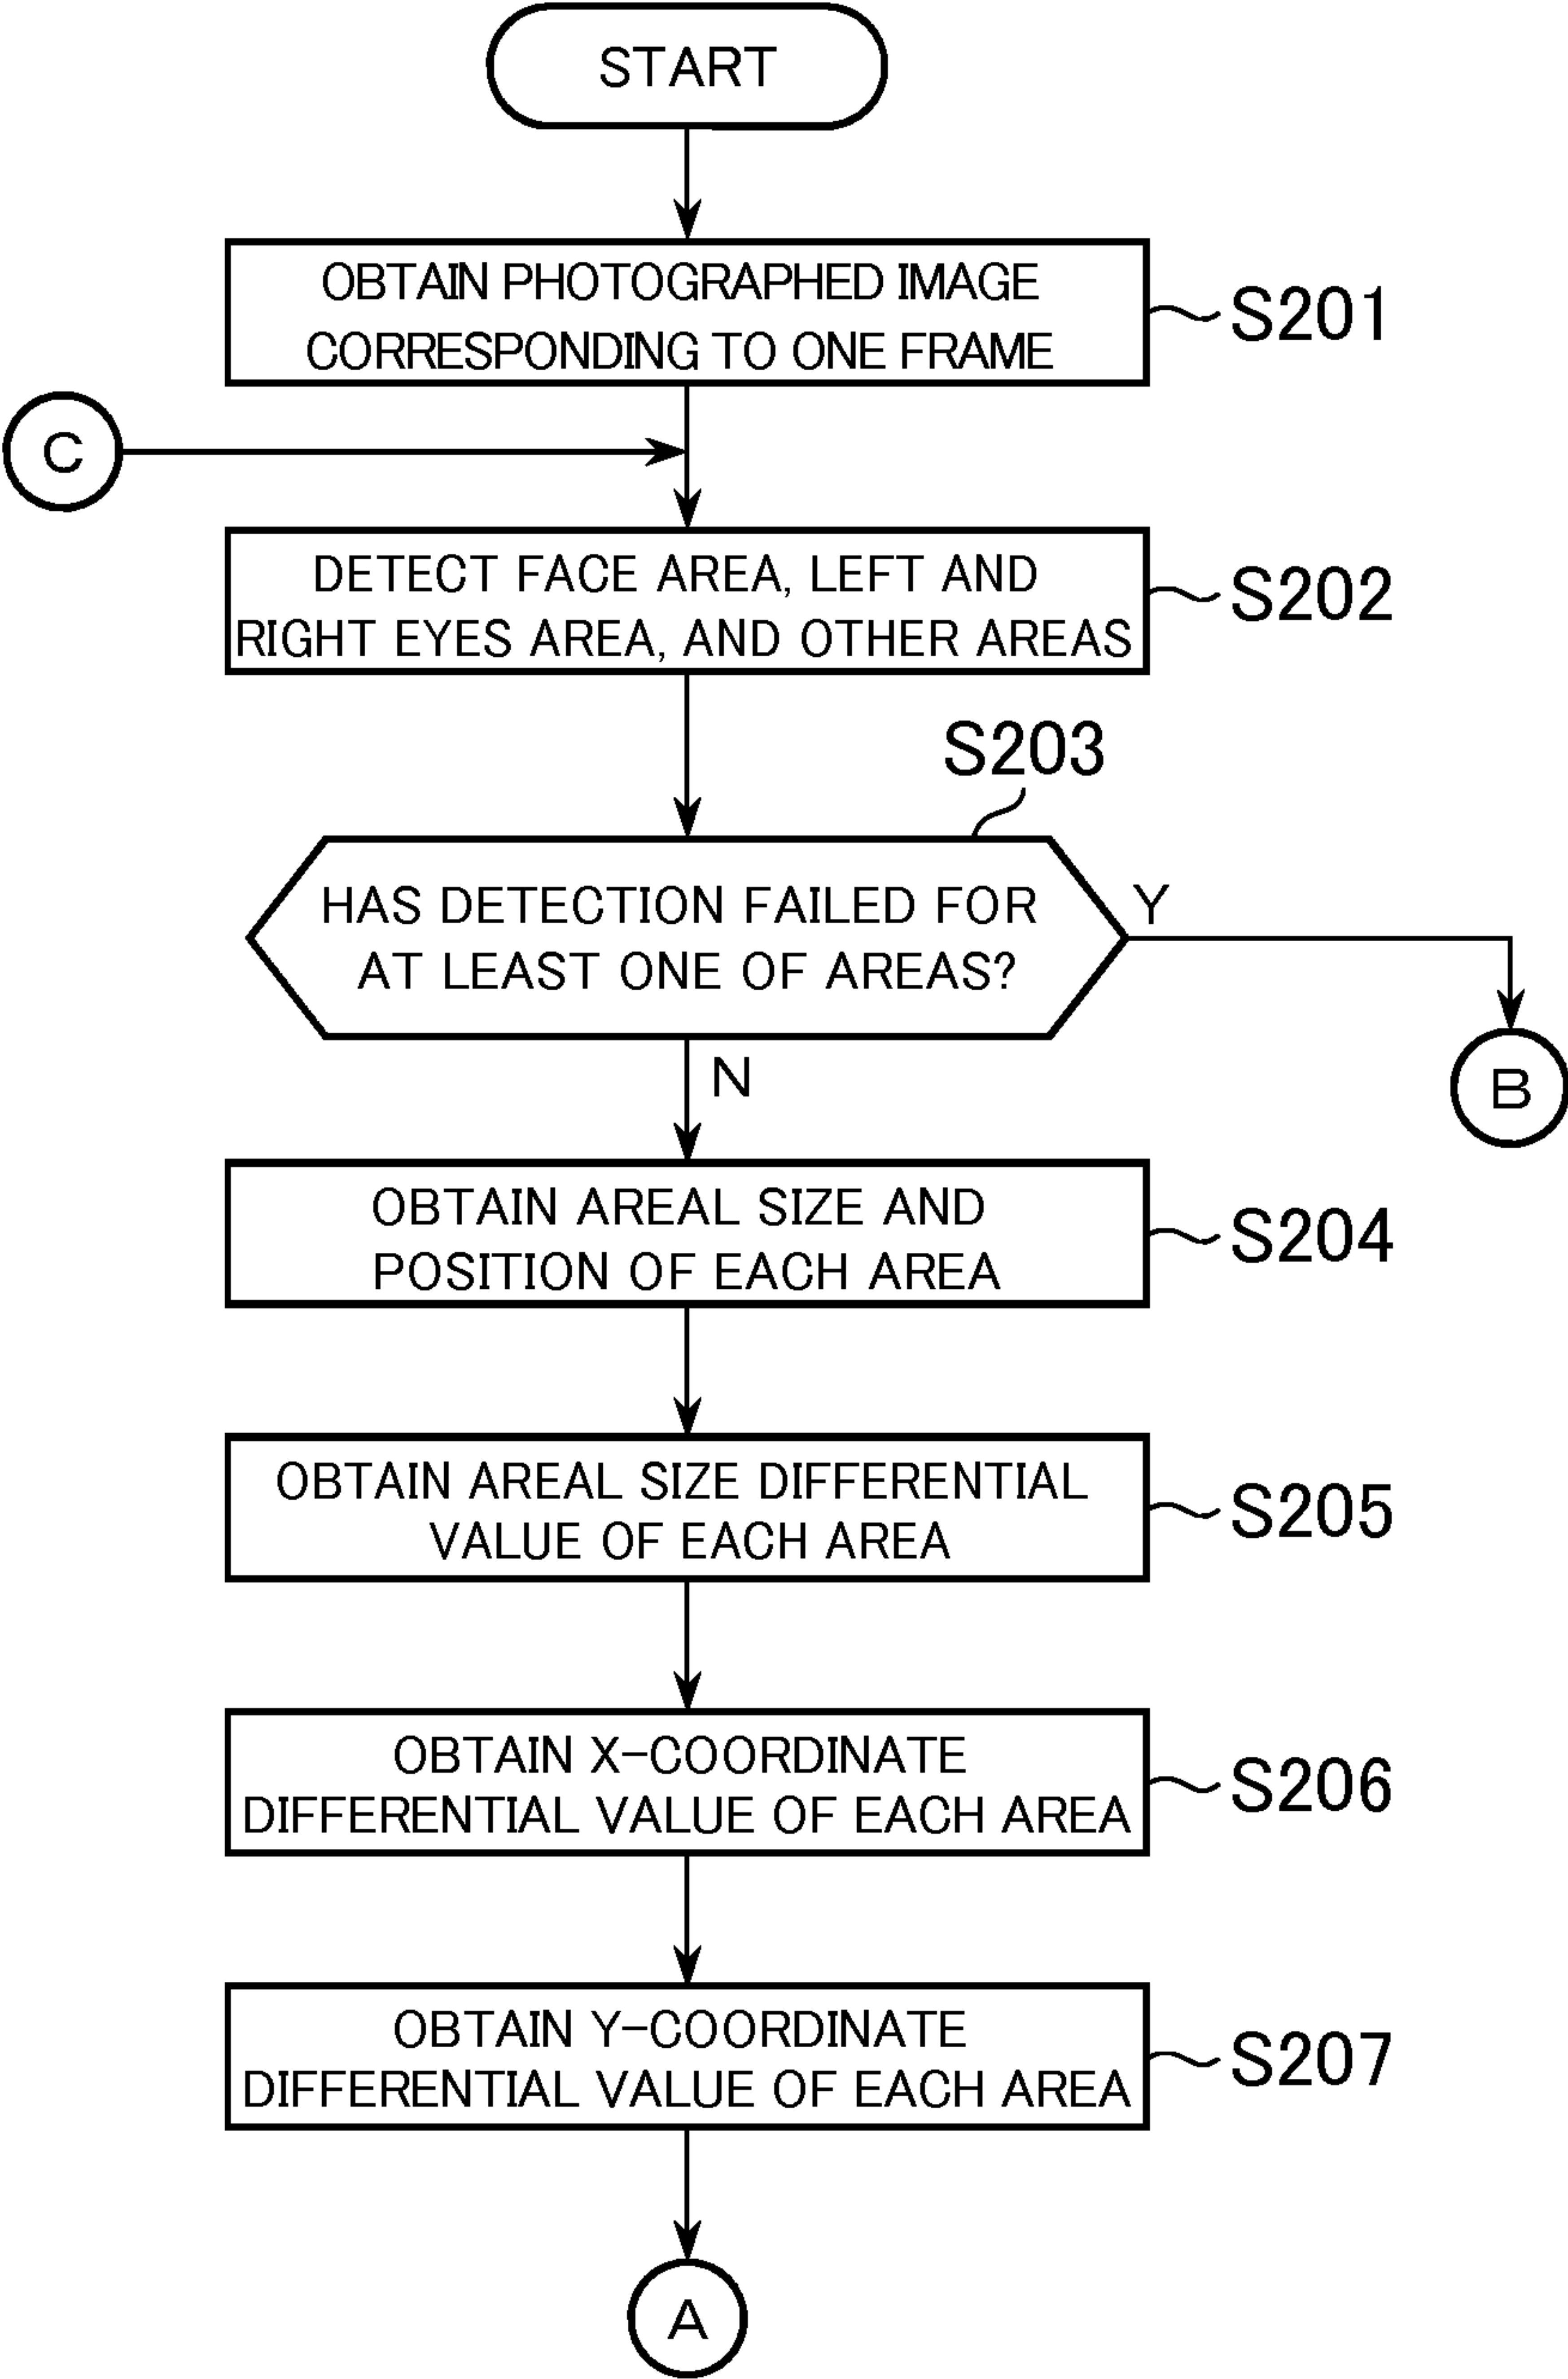 START
OBTAIN PHOTOGRAPHED IMAGE
CORRESPONDING TO ONE FRAME
S201
C
DETECT FACE AREA, LEFT AND
RIGHT EYES AREA, AND OTHER AREAS
S202
S203
HAS DETECTION FAILED FOR
AT LEAST ONE OF AREAS?
Y
N
B
OBTAIN AREAL SIZE AND
POSITION OF EACH AREA
S204
OBTAIN AREAL SIZE DIFFERENTIAL
VALUE OF EACH AREA
S205
OBTAIN X-COORDINATE
DIFFERENTIAL VALUE OF EACH AREA
S206
OBTAIN Y-COORDINATE
DIFFERENTIAL VALUE OF EACH AREA
S207
A